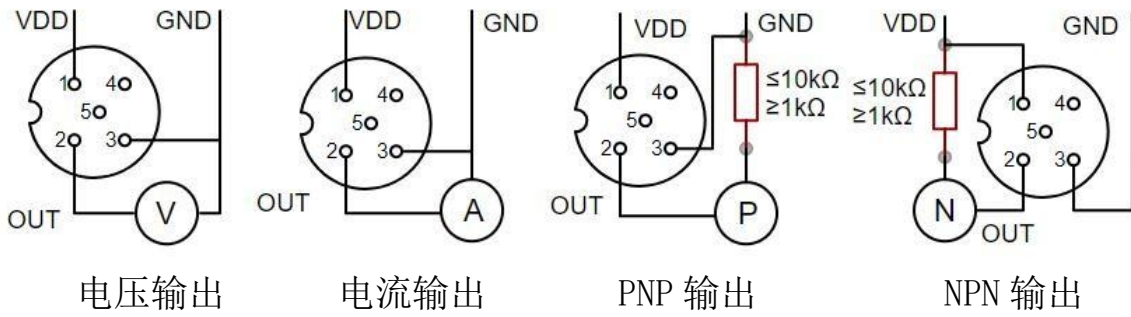 VDD GND VDD GND VDD GND VDD GND
1 4 5 2 3
OUT V
1 4 5 2 3
OUT A
1 4 5 2 3
≤10kΩ
≥1kΩ
OUT P
≤10kΩ
≥1kΩ
1 4 5 2 3
N OUT
电压输出 电流输出 PNP 输出 NPN 输出